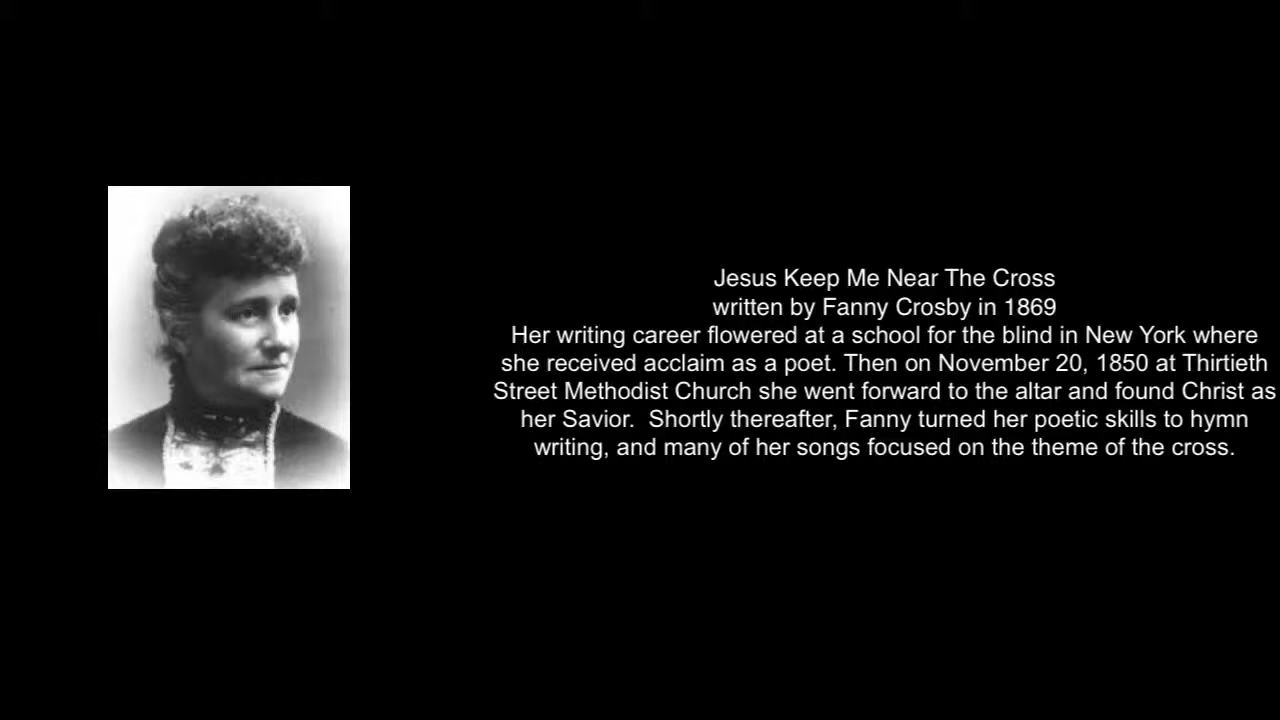 Jesus Keep Me Near The Cross
written by Fanny Crosby in 1869
Her writing career flowered at a school for the blind in New York where
she received acclaim as a poet. Then on November 20, 1850 at Thirtieth
Street Methodist Church she went forward to the altar and found Christ as
her Savior.  Shortly thereafter, Fanny turned her poetic skills to hymn
writing, and many of her songs focused on the theme of the cross.